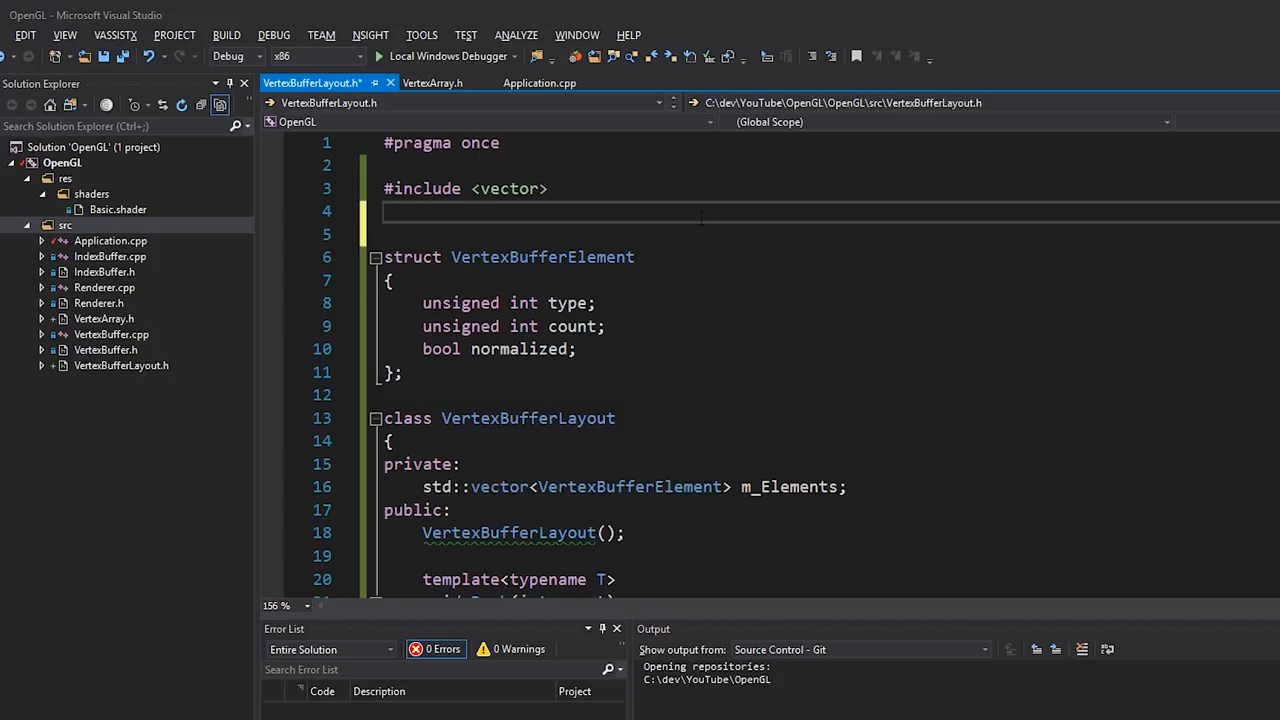 OpenGL - Microsoft Visual Studio
EDIT VIEW VASSISTX PROJECT BUILD DEBUG TEAM NSIGHT TOOLS TEST ANALYZE WINDOW HELP
Debug x86 Local Windows Debugger
Solution Explorer
Search Solution Explorer (Ctrl+;)
Solution 'OpenGL' (1 project)
OpenGL
res
shaders
Basic.shader
src
Application.cpp
IndexBuffer.cpp
IndexBuffer.h
Renderer.cpp
Renderer.h
VertexArray.h
VertexBuffer.cpp
VertexBuffer.h
VertexBufferLayout.h
VertexBufferLayout.h* VertexArray.h Application.cpp
VertexBufferLayout.h C:\dev\YouTube\OpenGL\OpenGL\src\VertexBufferLayout.h
OpenGL (Global Scope)
1 #pragma once
2
3 #include <vector>
4
5
6 struct VertexBufferElement
7 {
8 unsigned int type;
9 unsigned int count;
10 bool normalized;
11 };
12
13 class VertexBufferLayout
14 {
15 private:
16 std::vector<VertexBufferElement> m_Elements;
17 public:
18 VertexBufferLayout();
19
20 template<typename T>
156 %
Error List
Entire Solution 0 Errors 0 Warnings
Search Error List
Code Description Project
Output
Show output from: Source Control - Git
Opening repositories:
C:\dev\YouTube\OpenGL